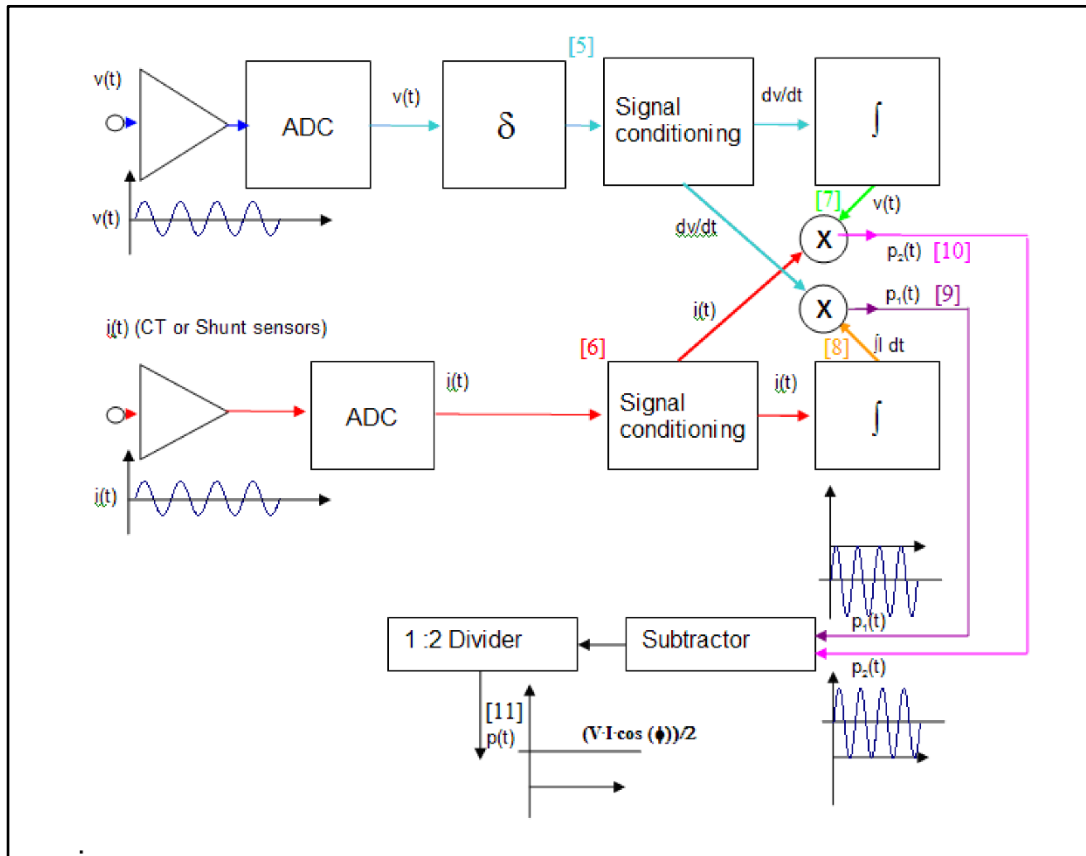 [5]
v(t)
ADC
v(t)
δ
Signal
conditioning
dv/dt
∫
v(t)
dv/dt
[7]
v(t)
X
p₂(t) [10]
i(t)
X
p₁(t) [9]
i(t) (CT or Shunt sensors)
[6]
[8]
∫I dt
ADC
i(t)
Signal
conditioning
i(t)
∫
i(t)
p₁(t)
1 :2 Divider
Subtractor
p₂(t)
[11]
p(t)
(V·I·cos (ϕ))/2
.